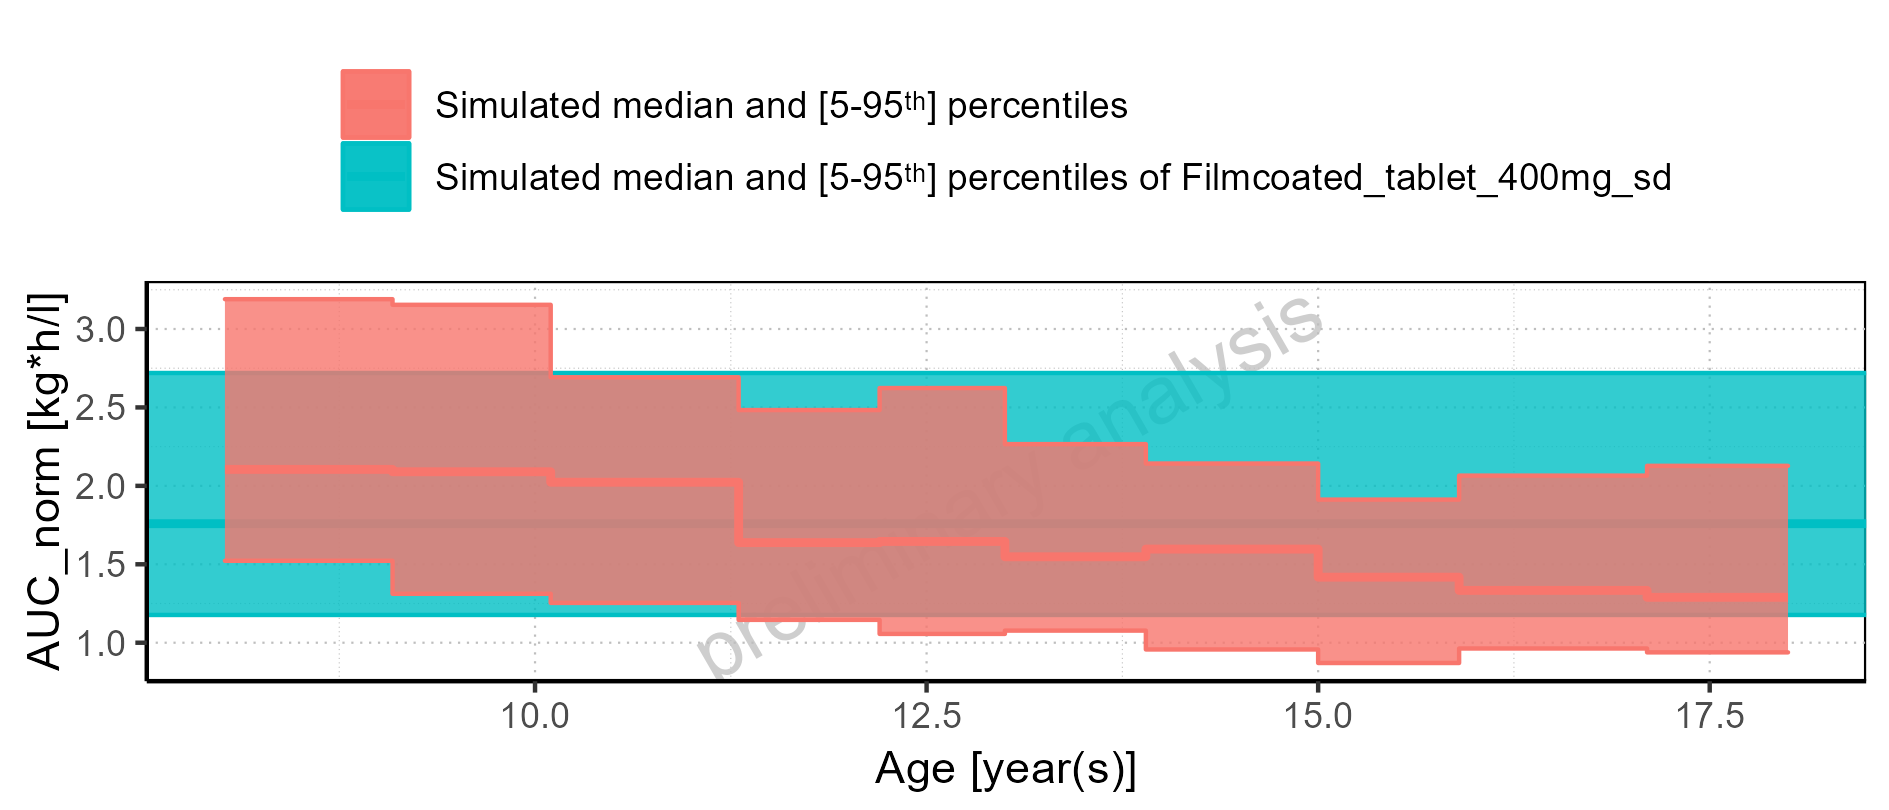 Simulated median and [5-95th] percentiles
Simulated median and [5-95th] percentiles of Filmcoated_tablet_400mg_sd
AUC_norm [kg*h/l]
3.0
2.5
2.0
1.5
1.0
preliminary analysis
10.0
12.5
15.0
17.5
Age [year(s)]